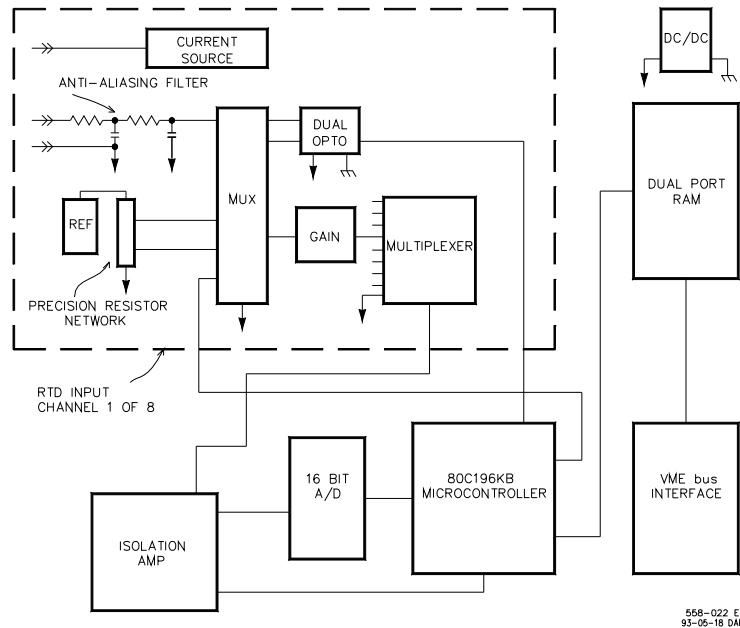 CURRENT
SOURCE
DC/DC
ANTI-ALIASING FILTER
DUAL
OPTO
MUX
DUAL PORT
RAM
REF
GAIN
MULTIPLEXER
PRECISION RESISTOR
NETWORK
RTD INPUT
CHANNEL 1 OF 8
16 BIT
A/D
80C196KB
MICROCONTROLLER
VME bus
INTERFACE
ISOLATION
AMP
558-022 E
93-05-18